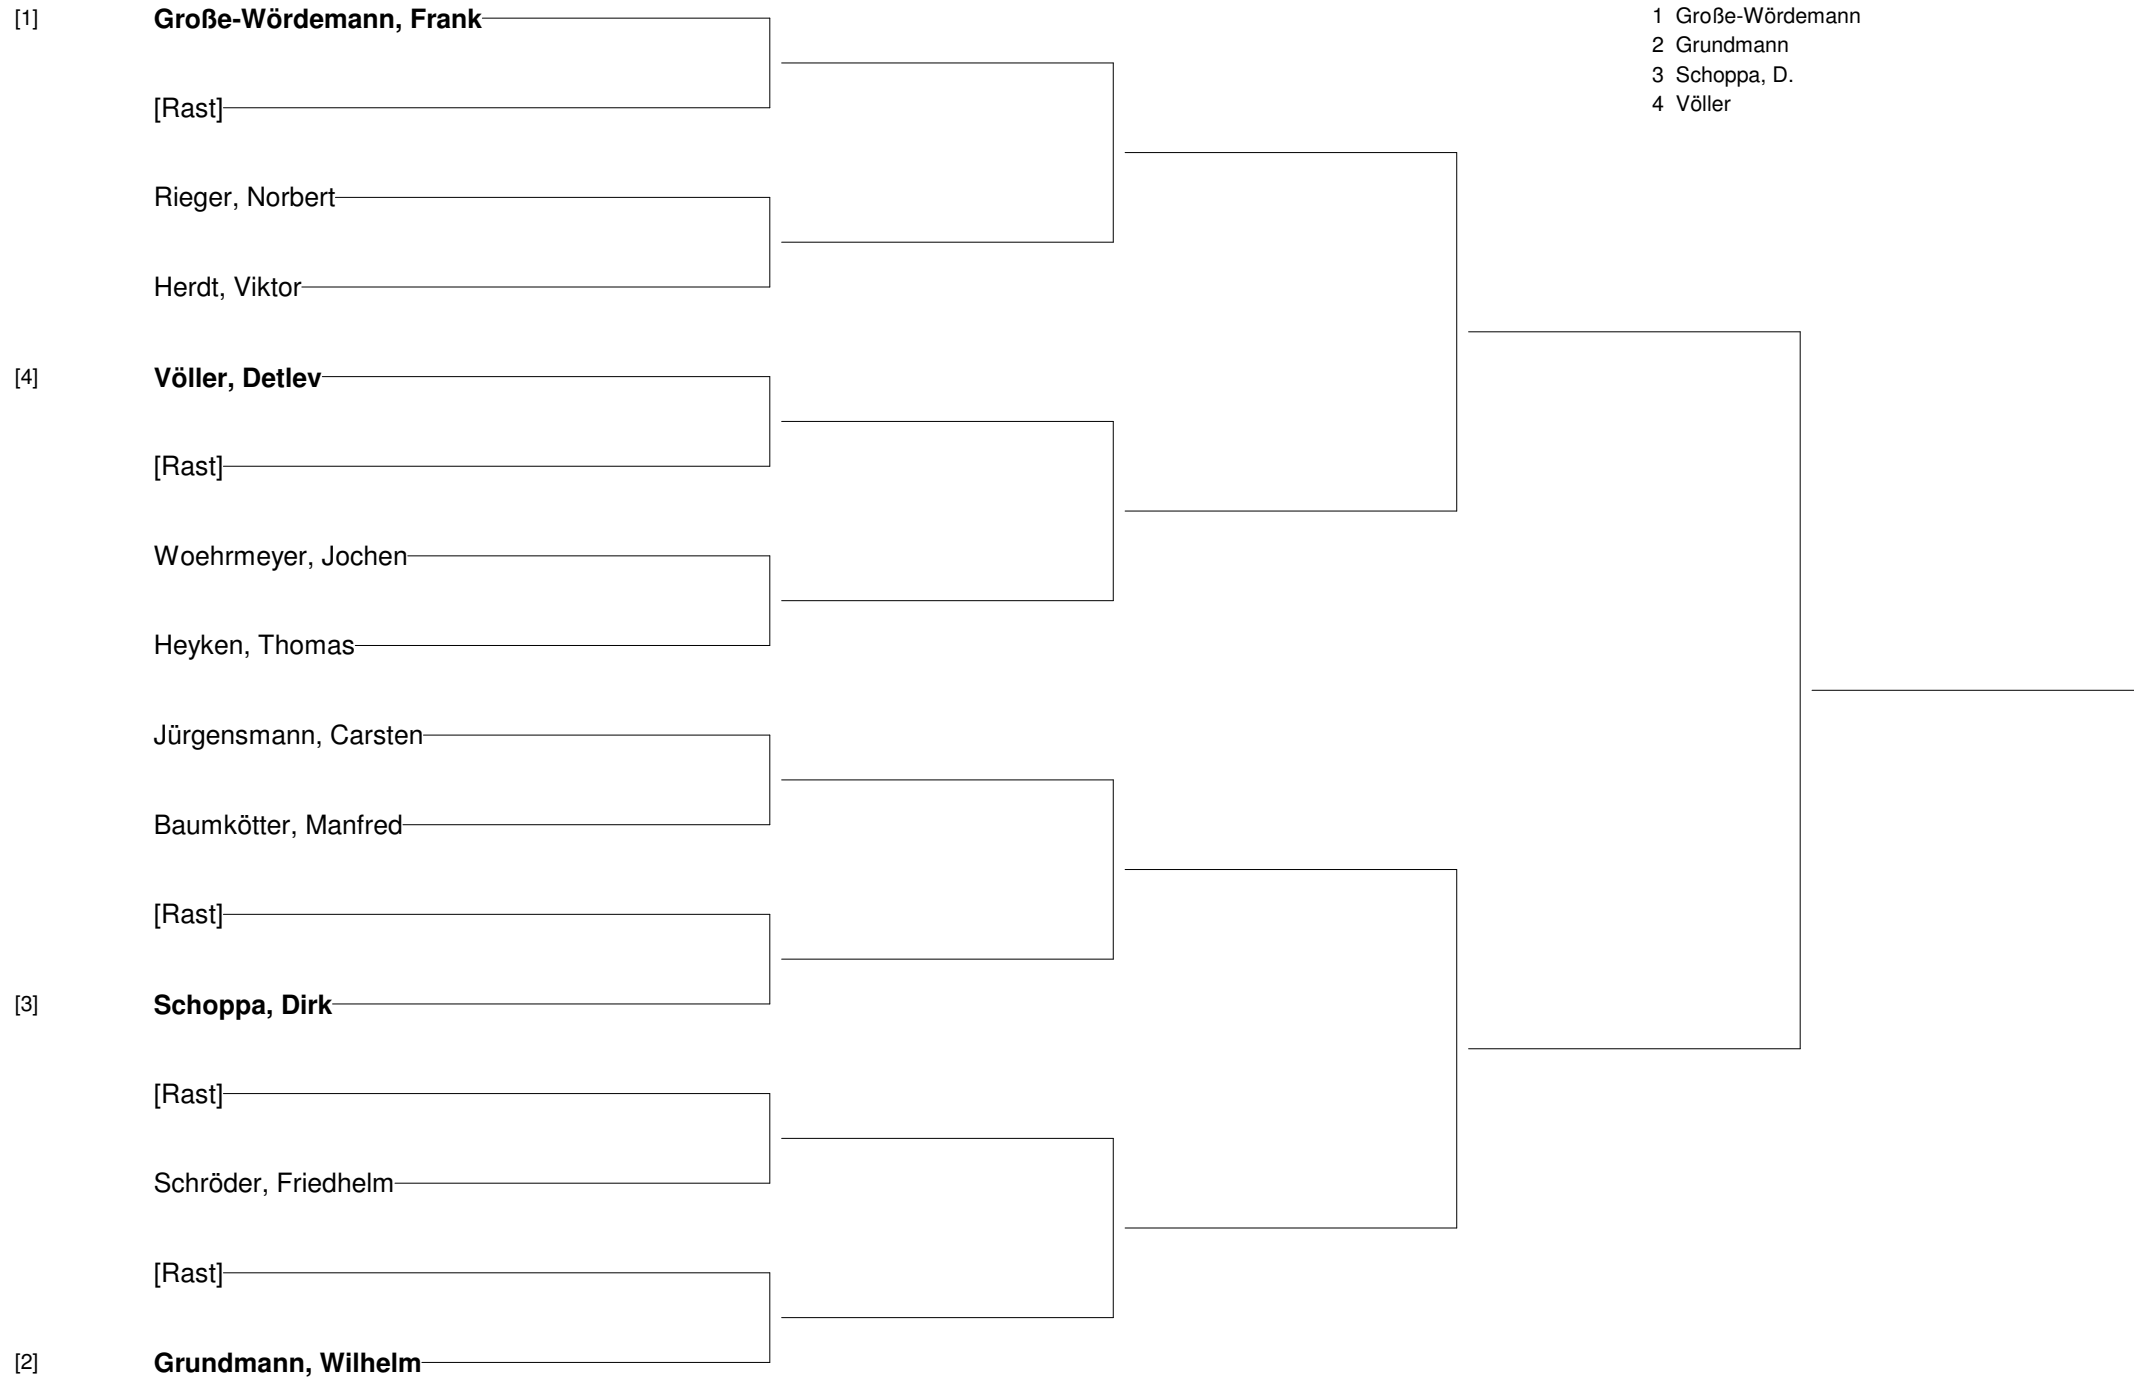 [1] Große-Wördemann, Frank
1 Große-Wördemann
2 Grundmann
3 Schoppa, D.
4 Völler
[Rast]
Rieger, Norbert
Herdt, Viktor
[4] Völler, Detlev
[Rast]
Woehrmeyer, Jochen
Heyken, Thomas
Jürgensmann, Carsten
Baumkötter, Manfred
[Rast]
[3] Schoppa, Dirk
[Rast]
Schröder, Friedhelm
[Rast]
[2] Grundmann, Wilhelm